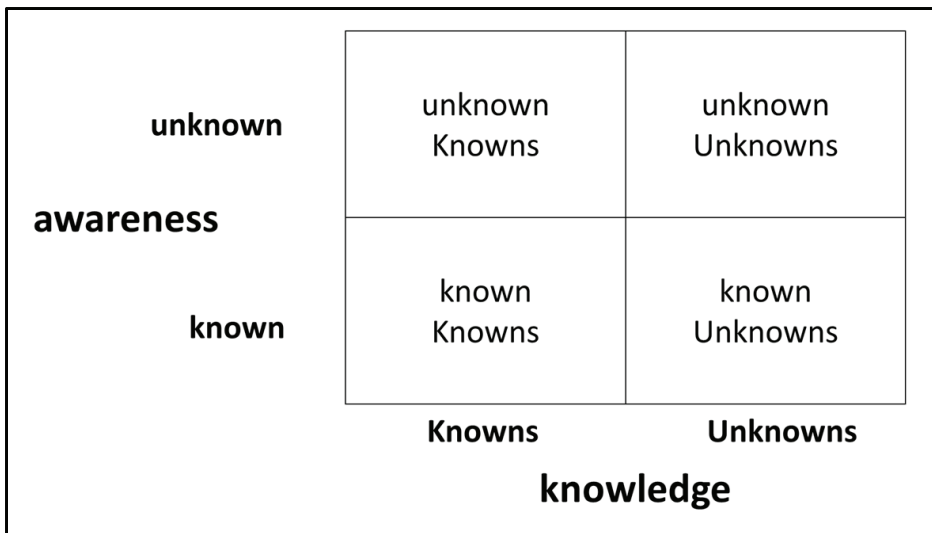 unknown
unknown
Knowns
unknown
Unknowns
awareness
known
known
Knowns
known
Unknowns
Knowns
Unknowns
knowledge